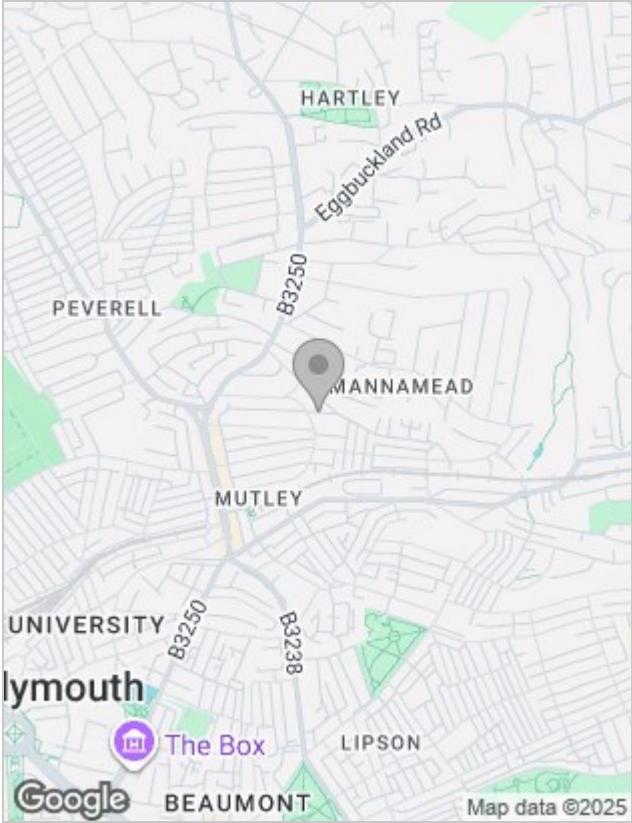 HARTLEY
Eggbuckland Rd
B3250
PEVERELL
MANNAMEAD
MUTLEY
UNIVERSITY
B3250
B3238
lymouth
The Box
LIPSON
Google
BEAUMONT
Map data ©2025